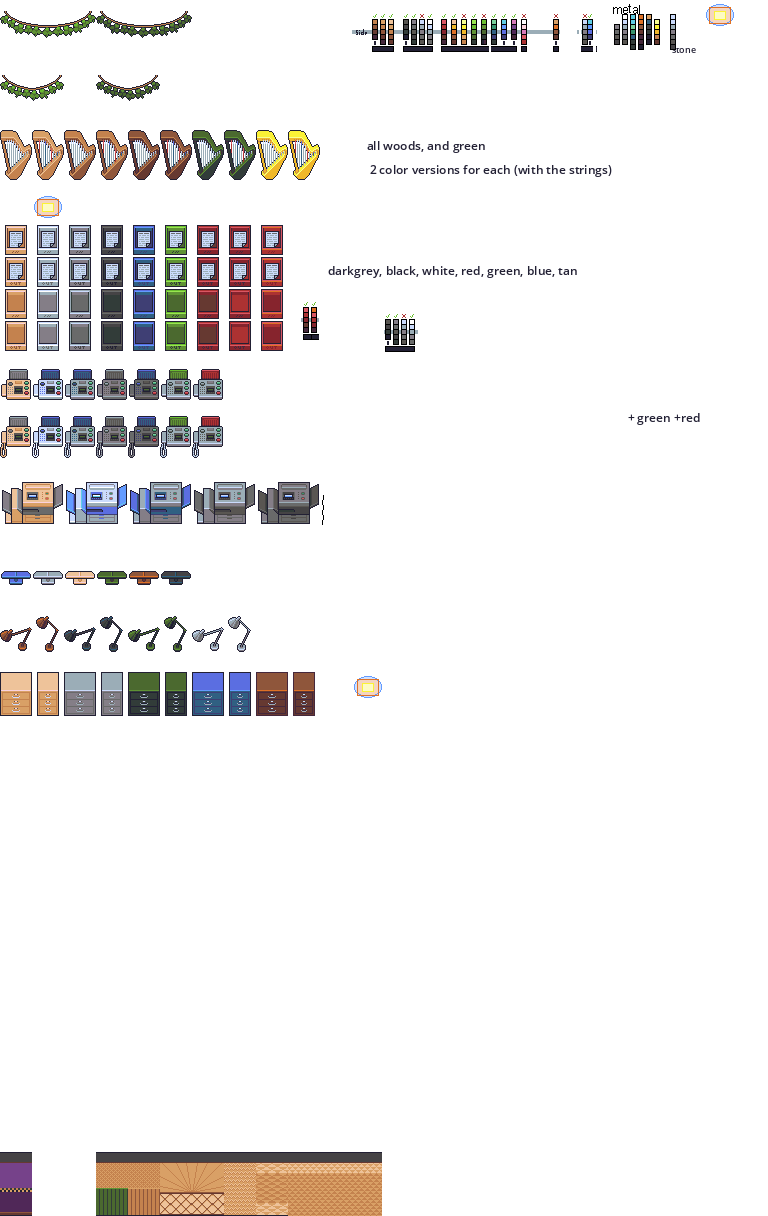 metal
Side
stone
all woods, and green
2 color versions for each (with the strings)
darkgrey, black, white, red, green, blue, tan
+ green +red